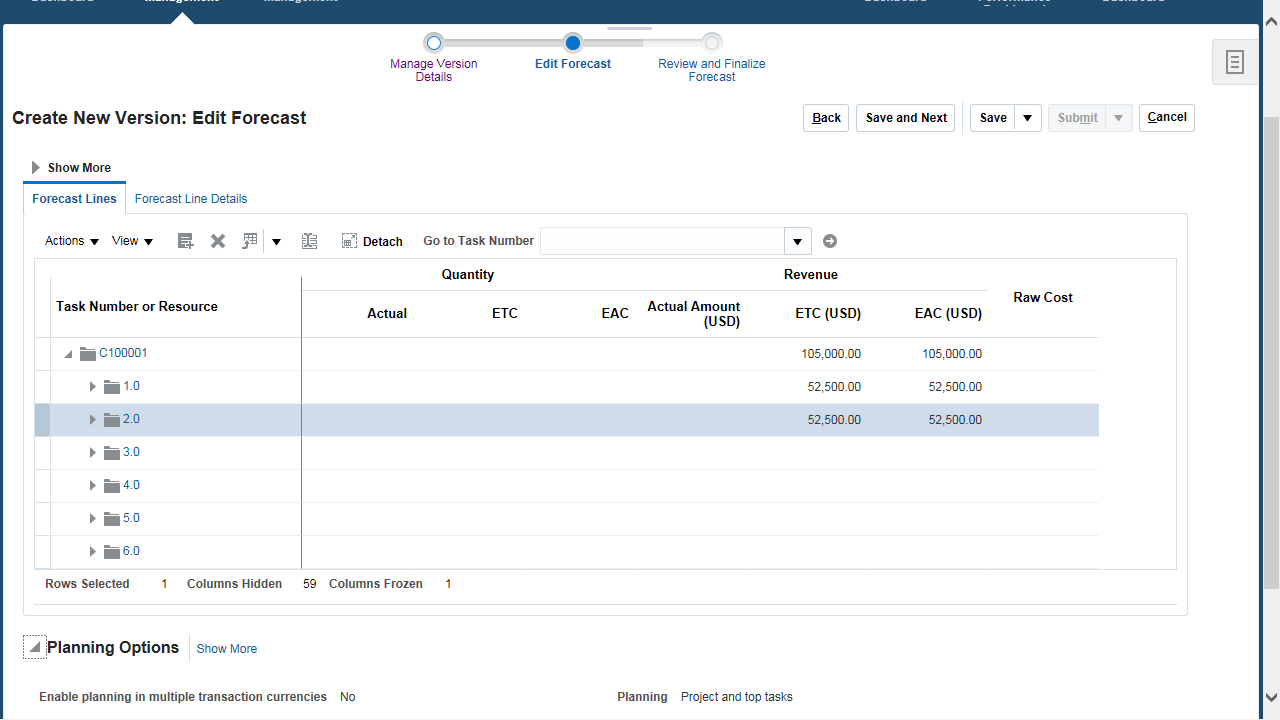 Manage Version
Details
Edit Forecast
Review and Finalize
Forecast
Create New Version: Edit Forecast
Back
Save and Next
Save
Submit
Cancel
Show More
Forecast Lines
Forecast Line Details
Actions
View
Detach
Go to Task Number
Task Number or Resource
Quantity
Revenue
Raw Cost
Actual
ETC
EAC
Actual Amount
(USD)
ETC (USD)
EAC (USD)
C100001 105,000.00 105,000.00
1.0 52,500.00 52,500.00
2.0 52,500.00 52,500.00
3.0
4.0
5.0
6.0
Rows Selected 1 Columns Hidden 59 Columns Frozen 1
Planning Options Show More
Enable planning in multiple transaction currencies No
Planning Project and top tasks